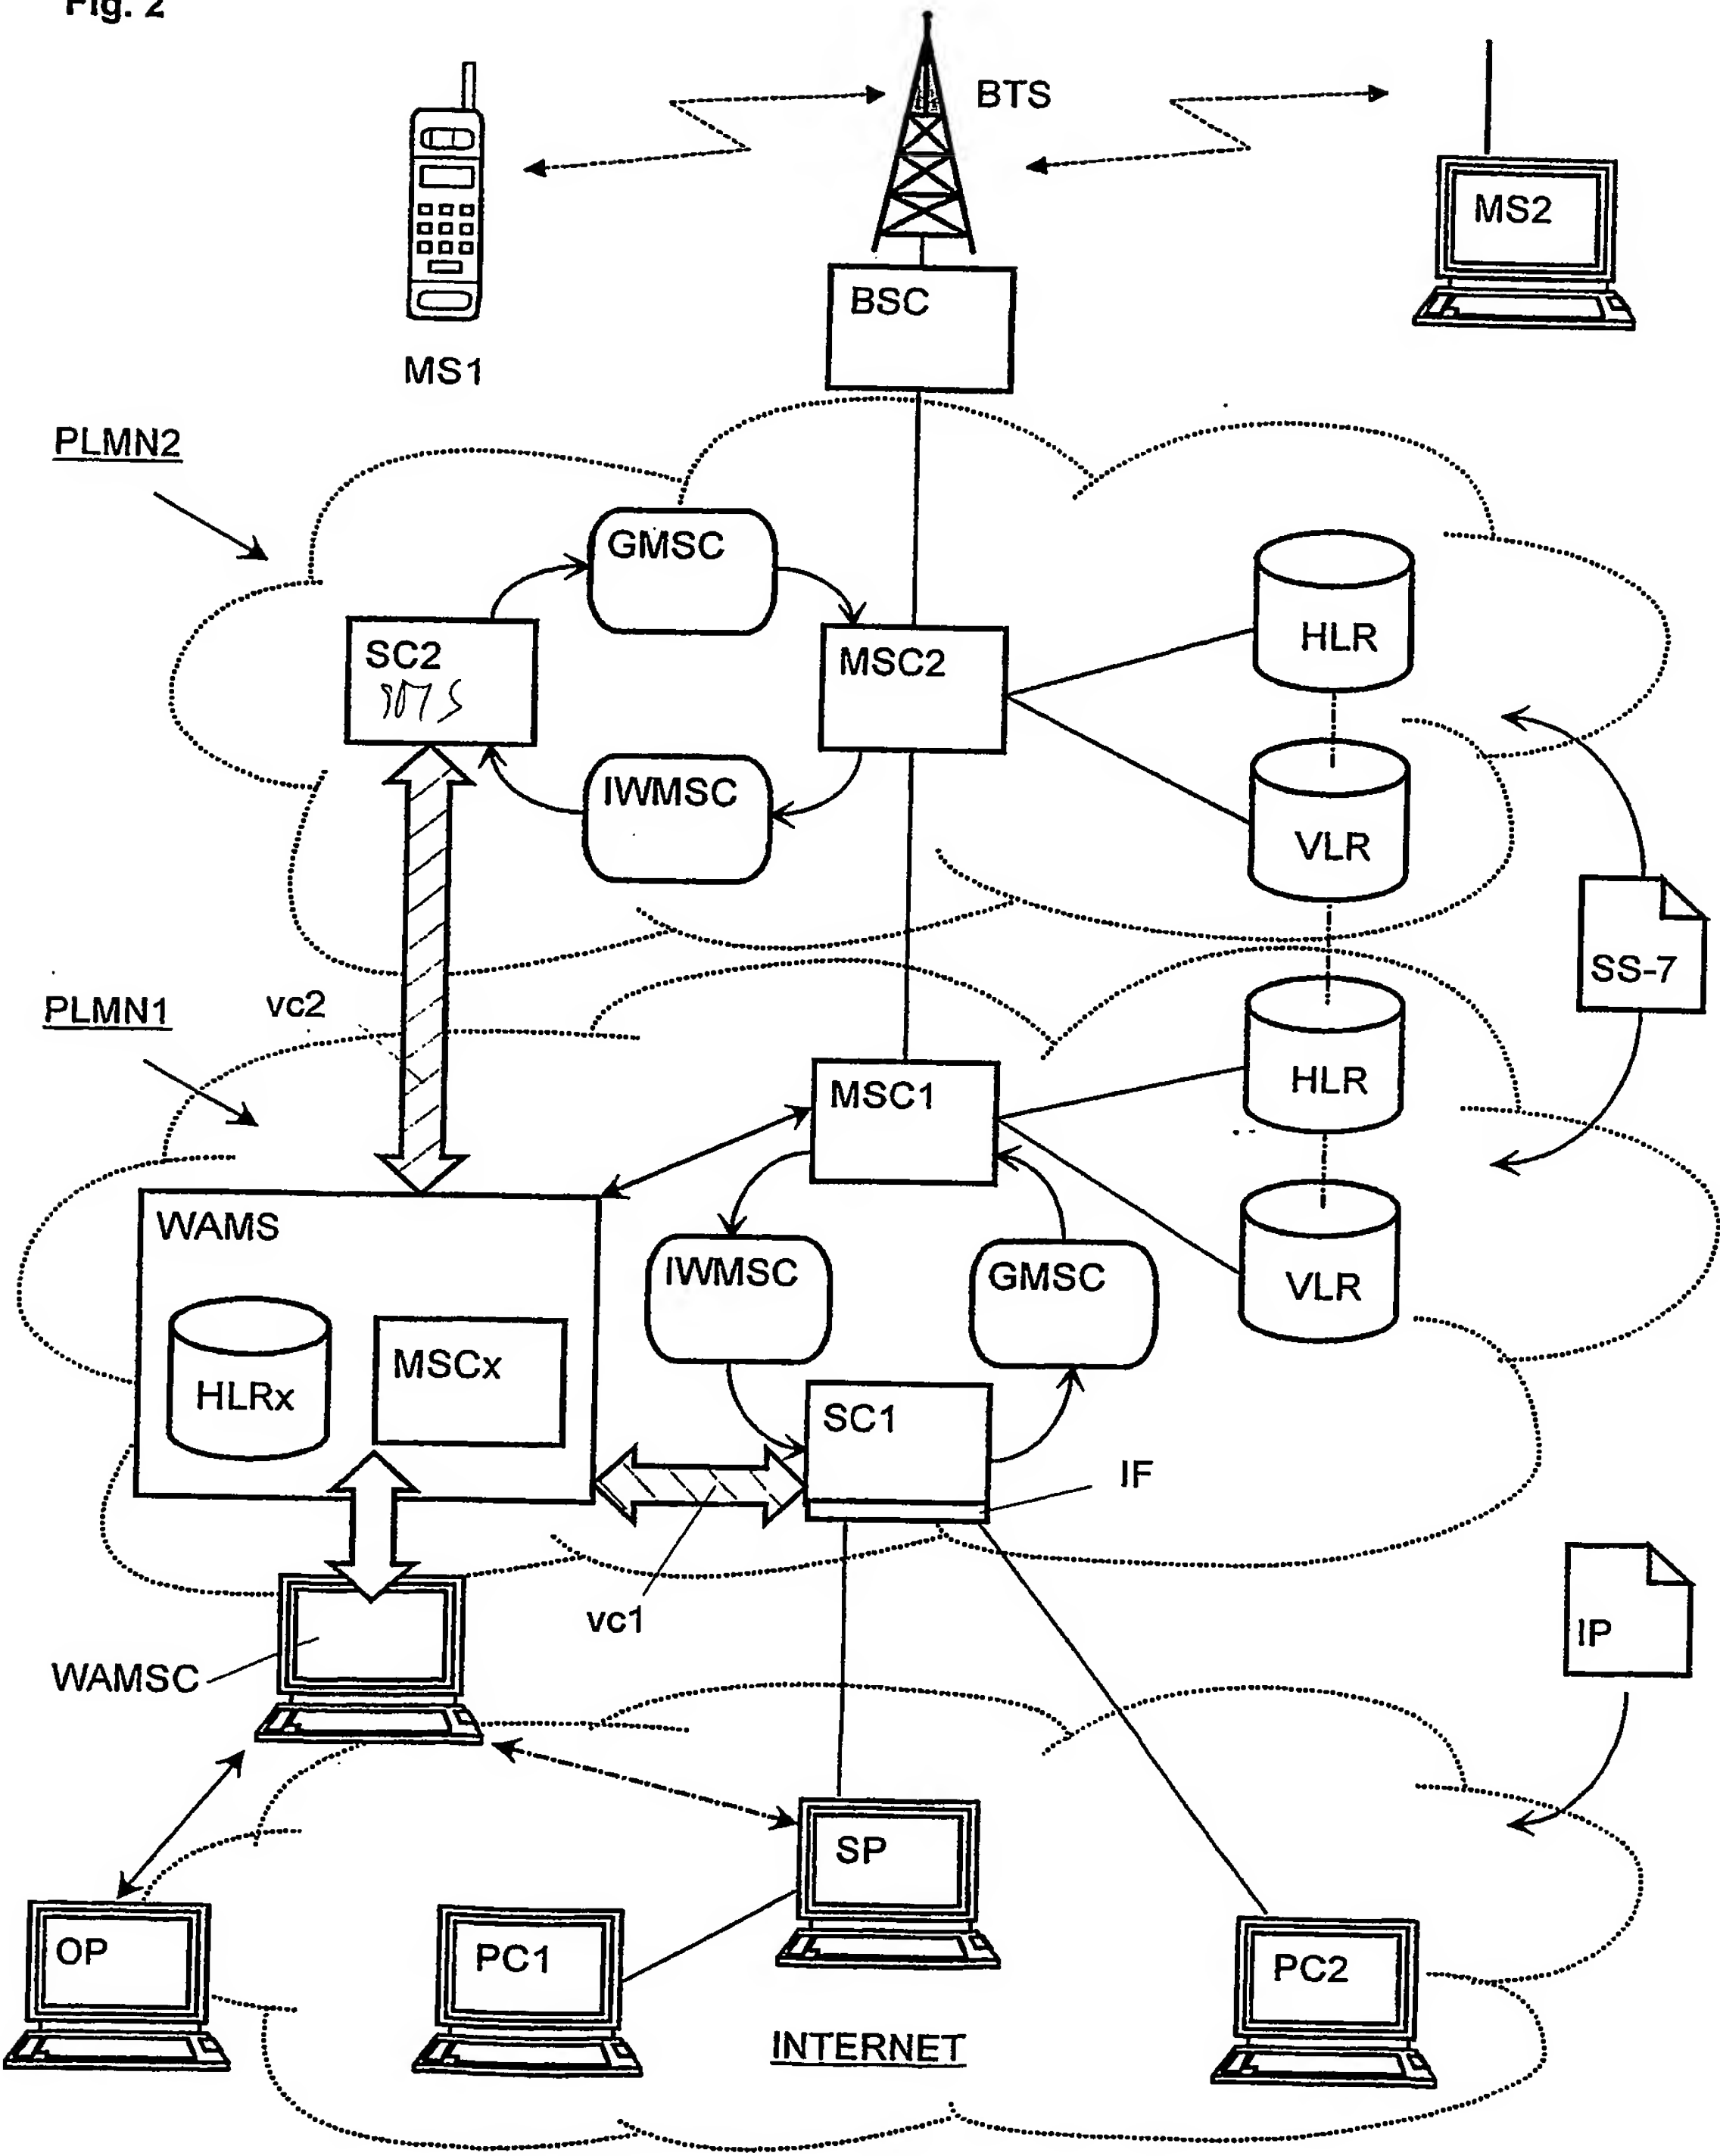 Fig. 2
BTS
MS2
BSC
MS1
PLMN2
GMSC
HLR
SC2
SMS
MSC2
IWMSC
VLR
SS-7
vc2
PLMN1
HLR
MSC1
WAMS
IWMSC
GMSC
VLR
MSCx
HLRx
SC1
IF
vc1
IP
WAMSC
SP
OP
PC1
PC2
INTERNET